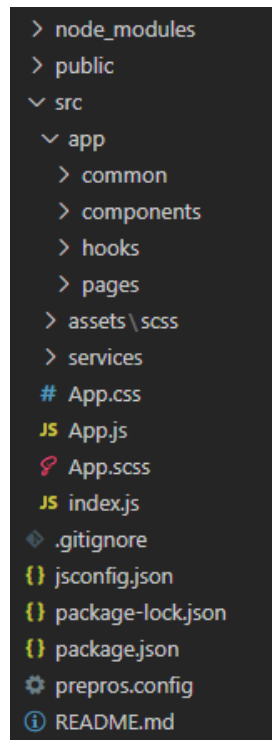 node_modules
public
src
app
common
components
hooks
pages
assets\scss
services
# App.css
JS App.js
App.scss
JS index.js
.gitignore
{} jsconfig.json
{} package-lock.json
{} package.json
prepros.config
README.md